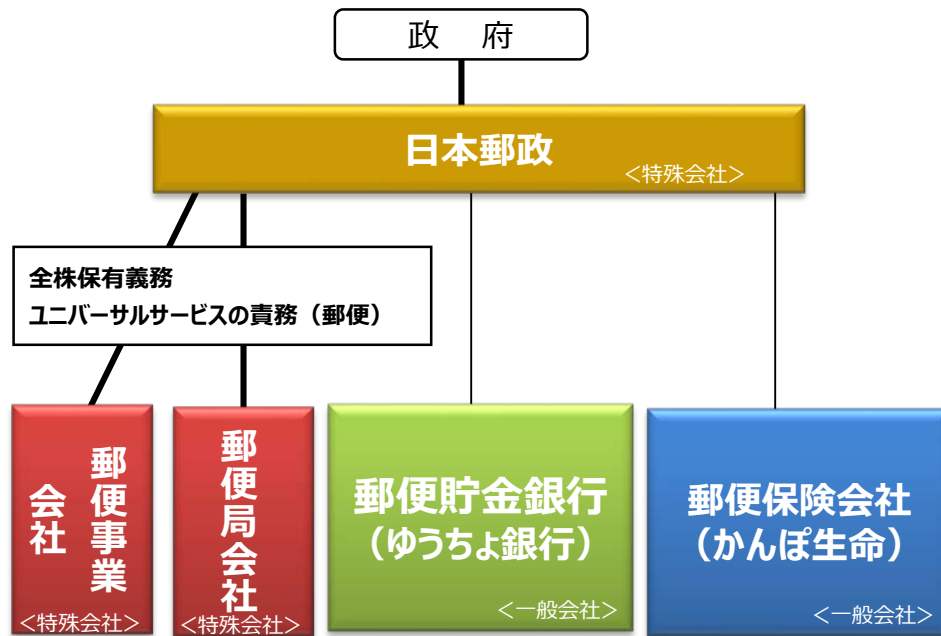 政 府
日本郵政
＜特殊会社＞
全株保有義務
ユニバーサルサービスの責務（郵便）
郵便事業
会社
＜特殊会社＞
郵便局会社
＜特殊会社＞
郵便貯金銀行
（ゆうちょ銀行）
＜一般会社＞
郵便保険会社
（かんぽ生命）
＜一般会社＞